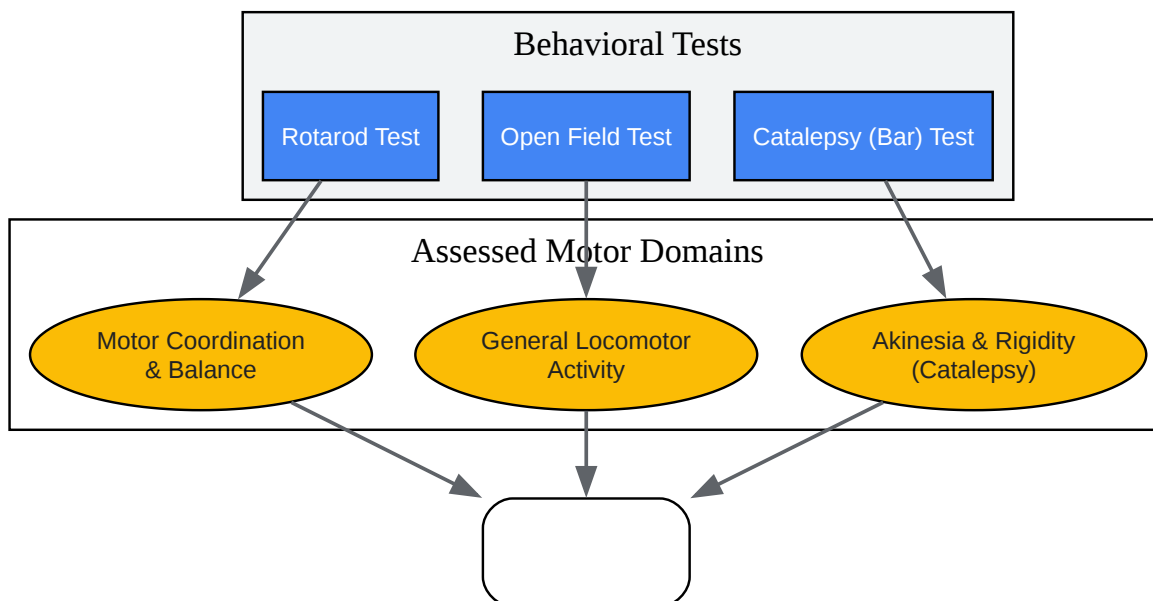 Behavioral Tests
Rotarod Test
Open Field Test
Catalepsy (Bar) Test
Assessed Motor Domains
Motor Coordination
& Balance
General Locomotor
Activity
Akinesia & Rigidity
(Catalepsy)